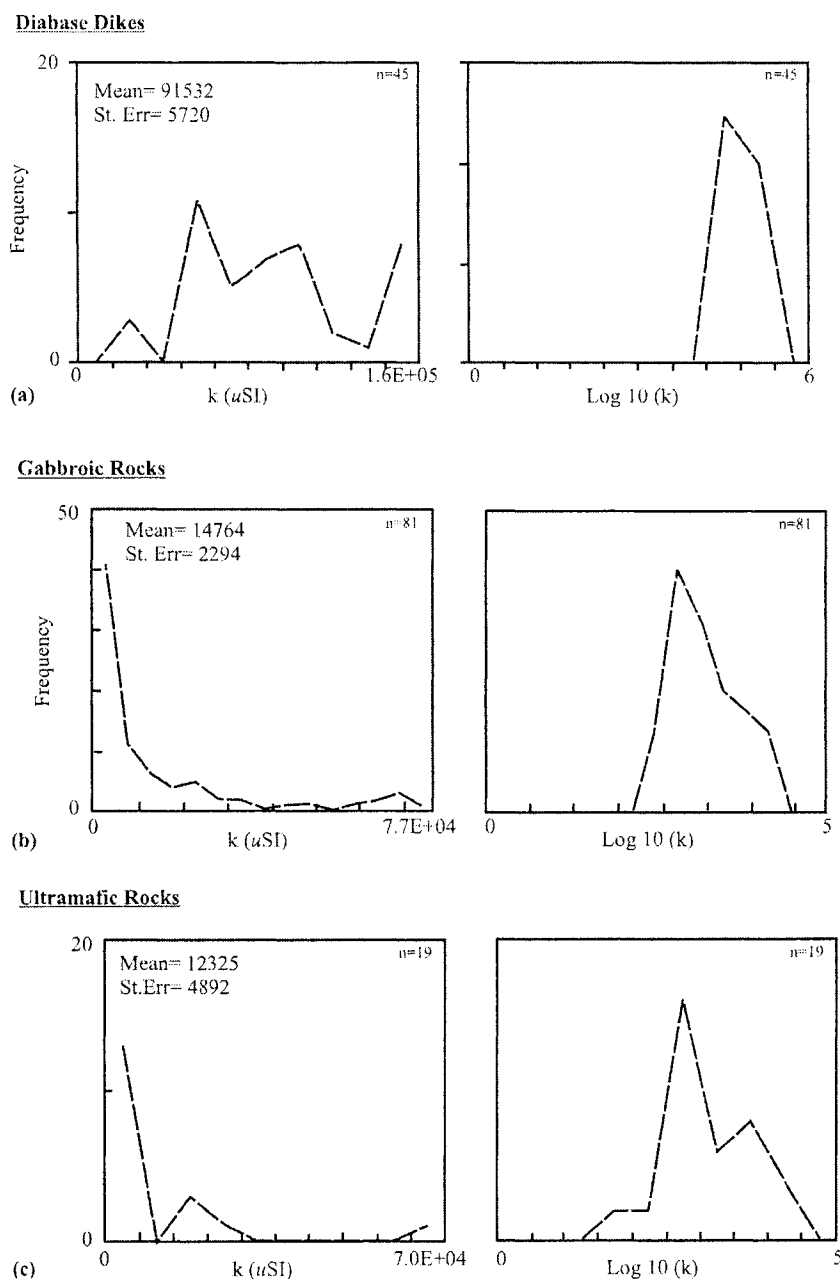 Diabase Dikes
20
Mean= 91532
St. Err= 5720
n=45
Frequency
0
0
1.6E+05
k (uSI)
n=45
0
6
Log 10 (k)
(a)
Gabbroic Rocks
50
Mean= 14764
St. Err= 2294
n=81
Frequency
0
0
7.7E+04
k (uSI)
n=81
0
5
Log 10 (k)
(b)
Ultramafic Rocks
20
Mean= 12325
St.Err= 4892
n=19
0
0
7.0E+04
k (uSI)
n=19
0
5
Log 10 (k)
(c)